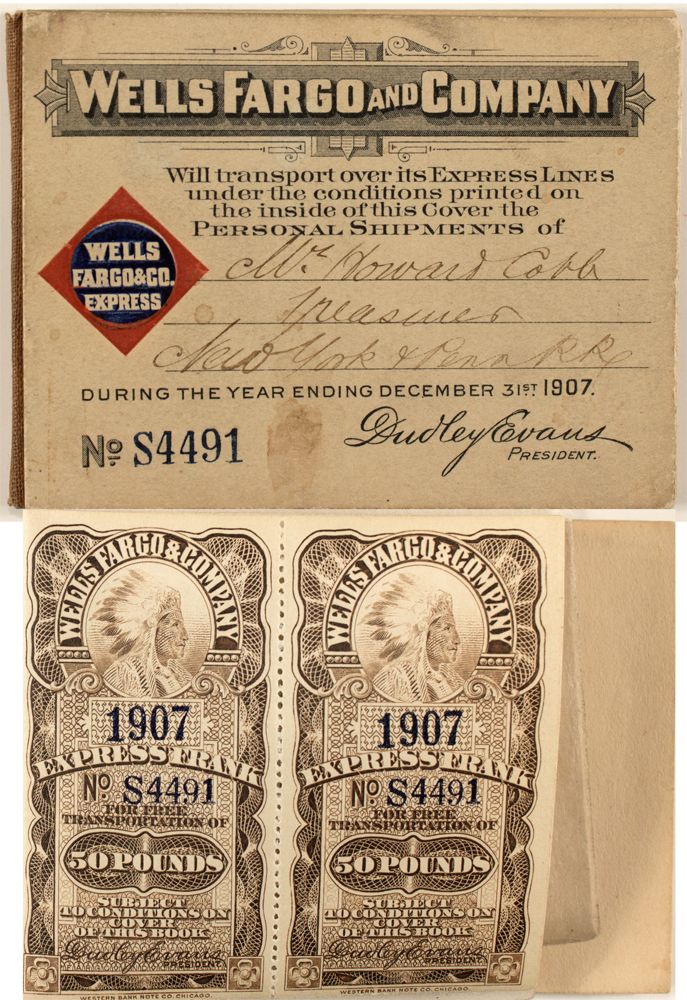 WELLS FARGO AND COMPANY
Will transport over its EXPRESS LINES
under the conditions printed on
the inside of this Cover the
PERSONAL SHIPMENTS of
WELLS
FARGO&CO.
EXPRESS
Mr. Howard Cobb
Treasurer
New York & Penn RR
DURING THE YEAR ENDING DECEMBER 31ST 1907.
No S4491
Dudley Evans
PRESIDENT.
WELLS FARGO & COMPANY
1907
EXPRESS FRANK
No S4491
FOR FREE
TRANSPORTATION OF
50 POUNDS
SUBJECT
TO CONDITIONS ON
COVER
OF THIS BOOK
Dudley Evans
PRESIDENT
WESTERN BANK NOTE CO. CHICAGO.
WELLS FARGO & COMPANY
1907
EXPRESS FRANK
No S4491
FOR FREE
TRANSPORTATION OF
50 POUNDS
SUBJECT
TO CONDITIONS ON
COVER
OF THIS BOOK
Dudley Evans
PRESIDENT
WESTERN BANK NOTE CO. CHICAGO.